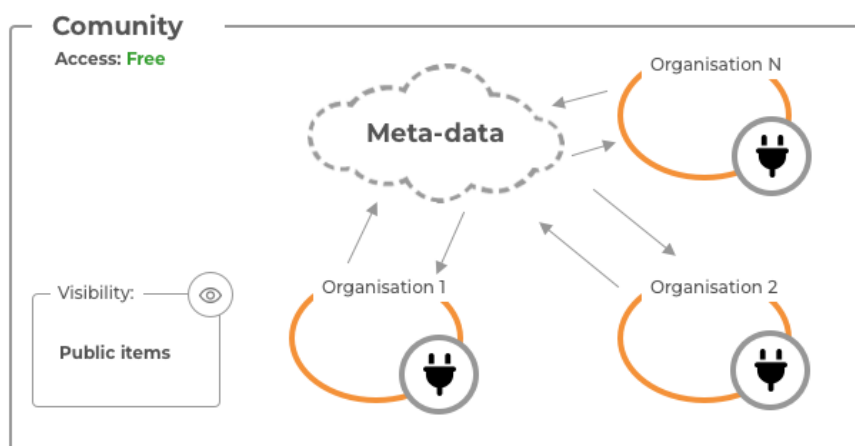 Comunity
Access: Free
Organisation N
Meta-data
Visibility:
Organisation 1
Organisation 2
Public items